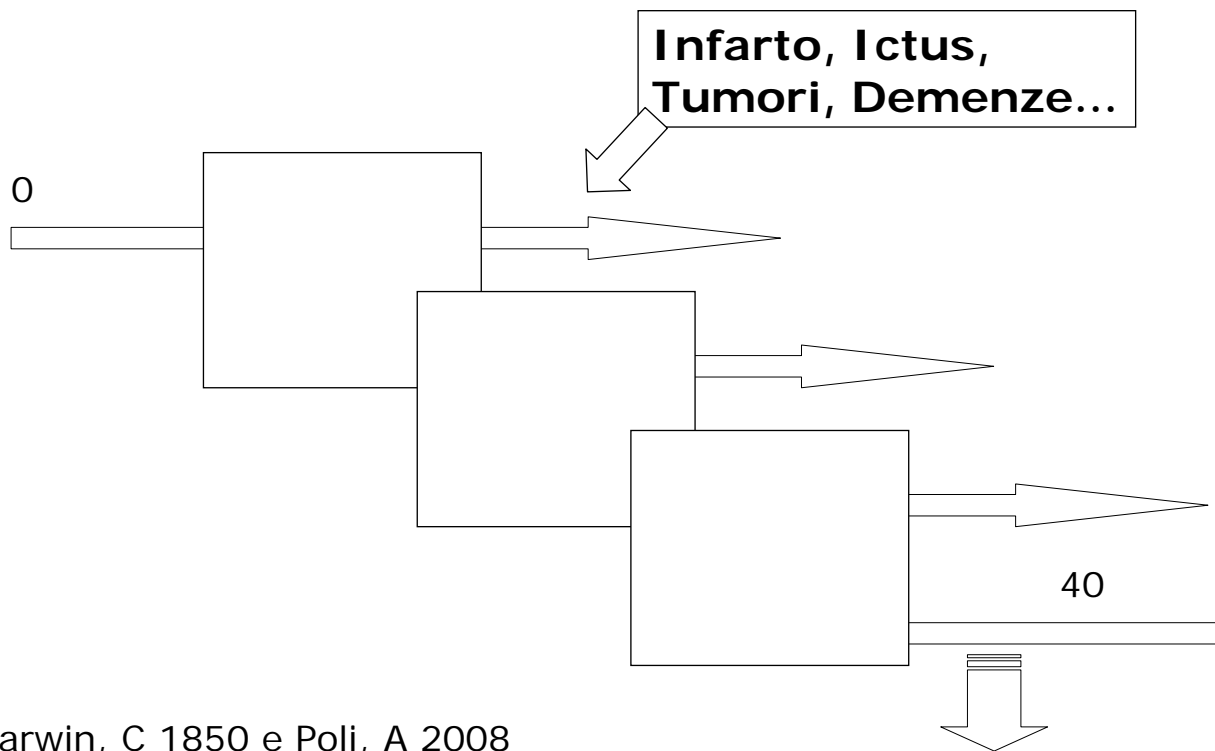 Infarto, Ictus,
Tumori, Demenze...
0
40
arwin, C 1850 e Poli, A 2008